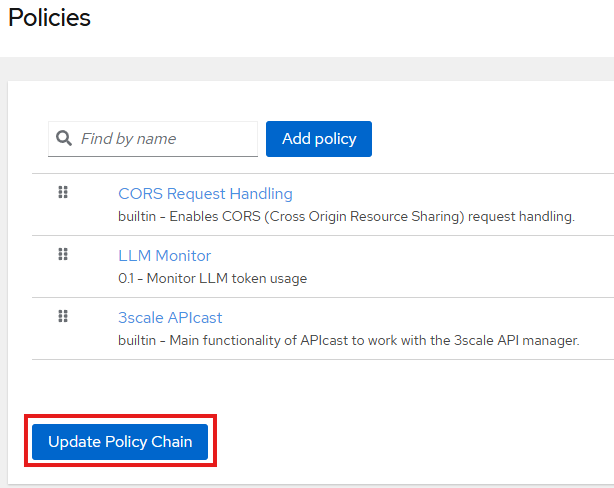 Policies
Find by name
Add policy
CORS Request Handling
builtin - Enables CORS (Cross Origin Resource Sharing) request handling.
LLM Monitor
0.1 - Monitor LLM token usage
3scale APIcast
builtin - Main functionality of APIcast to work with the 3scale API manager.
Update Policy Chain